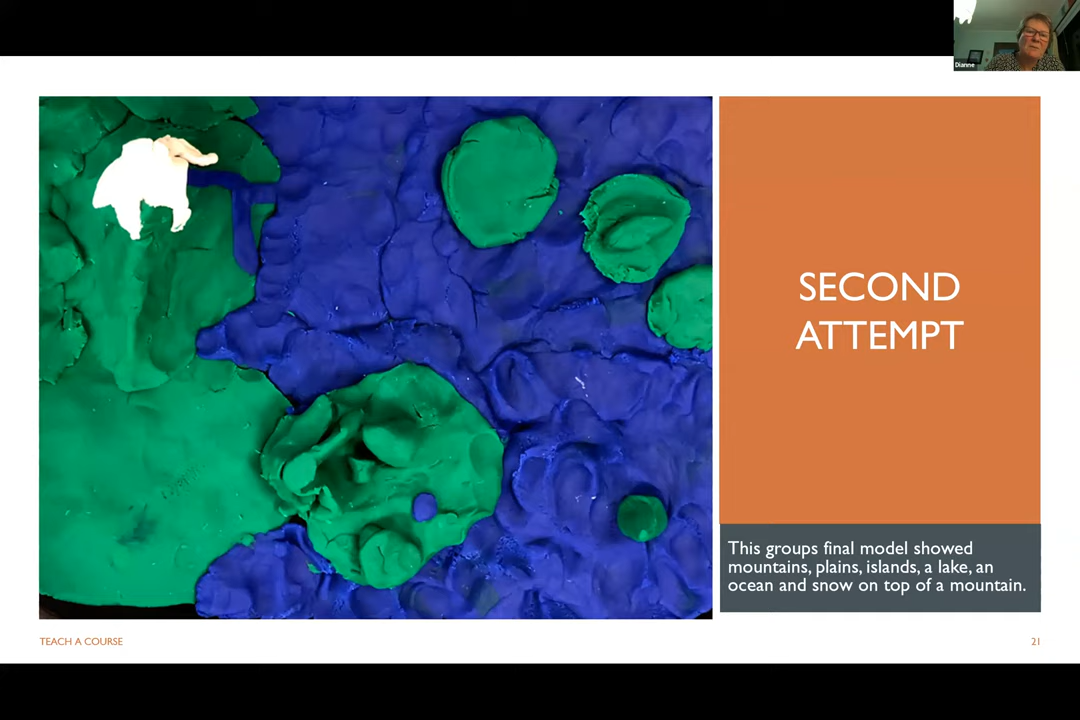 Dianne
SECOND
ATTEMPT
This groups final model showed
mountains, plains, islands, a lake, an
ocean and snow on top of a mountain.
TEACH A COURSE
21